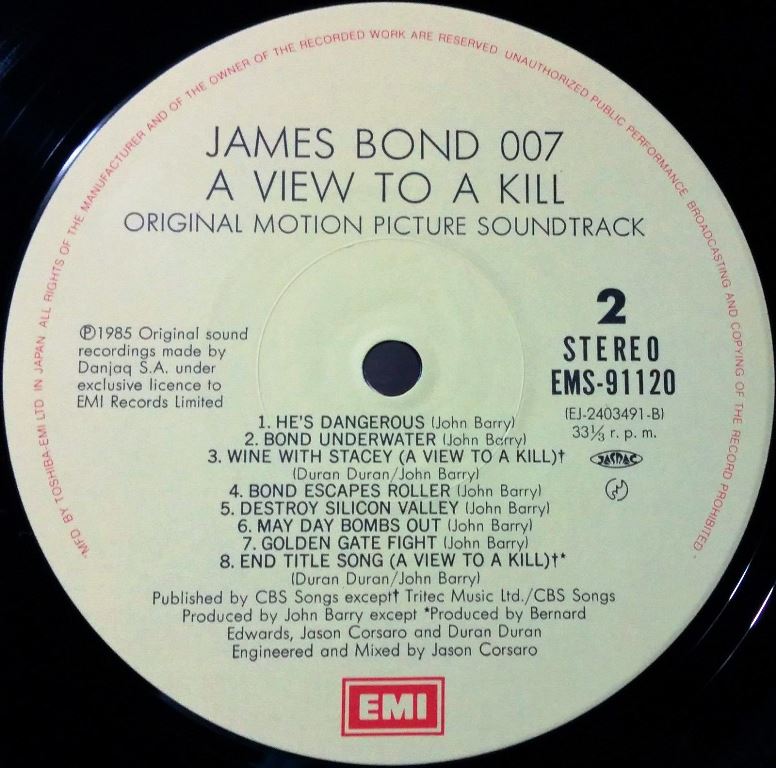 "MFD BY TOSHIBA-EMI LTD IN JAPAN ALL RIGHTS OF THE MANUFACTURER AND OF THE OWNER OF THE RECORDED WORK ARE RESERVED UNAUTHORIZED PUBLIC PERFORMANCE BROADCASTING AND COPYING OF THE RECORD PROHIBITED"
JAMES BOND 007
A VIEW TO A KILL
ORIGINAL MOTION PICTURE SOUNDTRACK
℗1985 Original sound
recordings made by
Danjaq S.A. under
exclusive licence to
EMI Records Limited
2
STEREO
EMS-91120
(EJ-2403491-B)
33⅓ r. p. m.
JASRAC
1. HE'S DANGEROUS (John Barry)
2. BOND UNDERWATER (John Barry)
3. WINE WITH STACEY (A VIEW TO A KILL)†
(Duran Duran/John Barry)
4. BOND ESCAPES ROLLER (John Barry)
5. DESTROY SILICON VALLEY (John Barry)
6. MAY DAY BOMBS OUT (John Barry)
7. GOLDEN GATE FIGHT (John Barry)
8. END TITLE SONG (A VIEW TO A KILL)†*
(Duran Duran/John Barry)
Published by CBS Songs except† Tritec Music Ltd./CBS Songs
Produced by John Barry except *Produced by Bernard
Edwards, Jason Corsaro and Duran Duran
Engineered and Mixed by Jason Corsaro
EMI